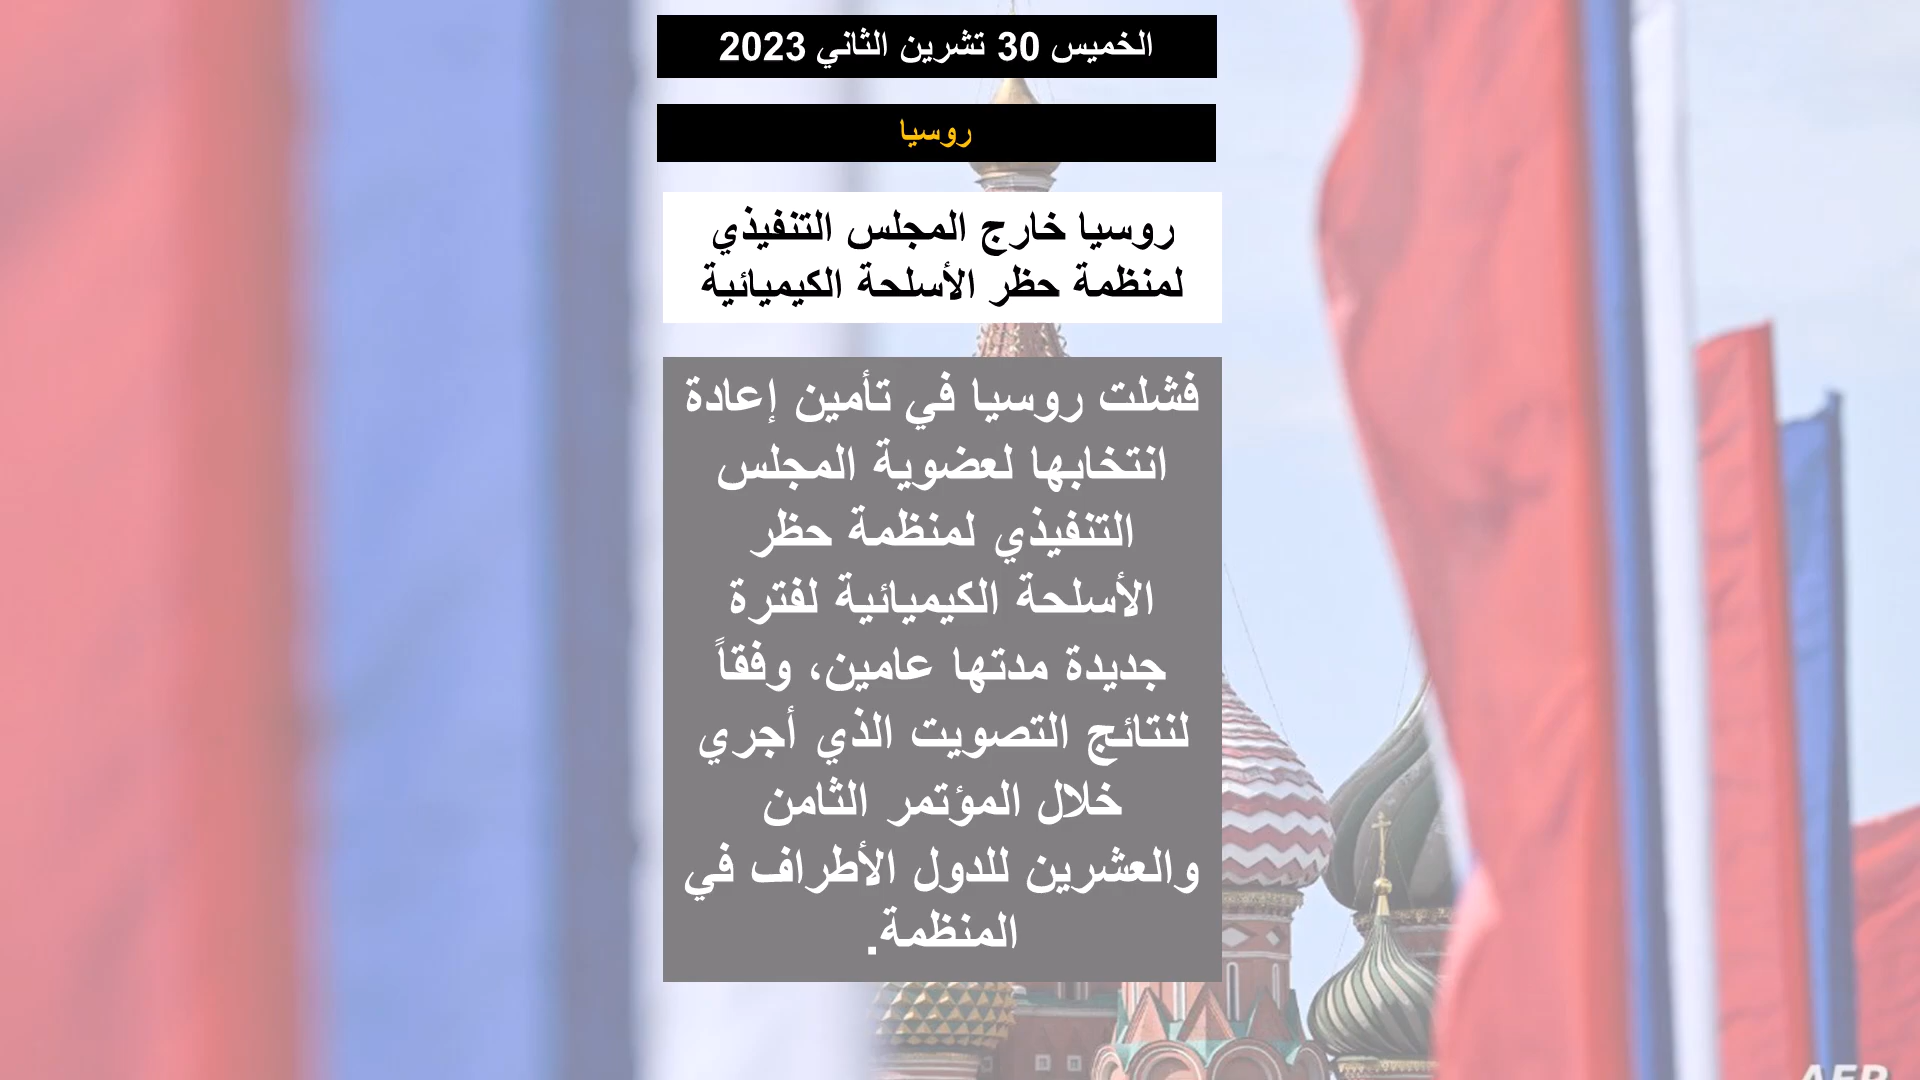 الخميس 30 تشرين الثاني 2023
روسيا
روسيا خارج المجلس التنفيذي
لمنظمة حظر الأسلحة الكيميائية
فشلت روسيا في تأمين إعادة
انتخابها لعضوية المجلس
التنفيذي لمنظمة حظر
الأسلحة الكيميائية لفترة
جديدة مدتها عامين، وفقاً
لنتائج التصويت الذي أجري
خلال المؤتمر الثامن
والعشرين للدول الأطراف في
المنظمة.
AFP